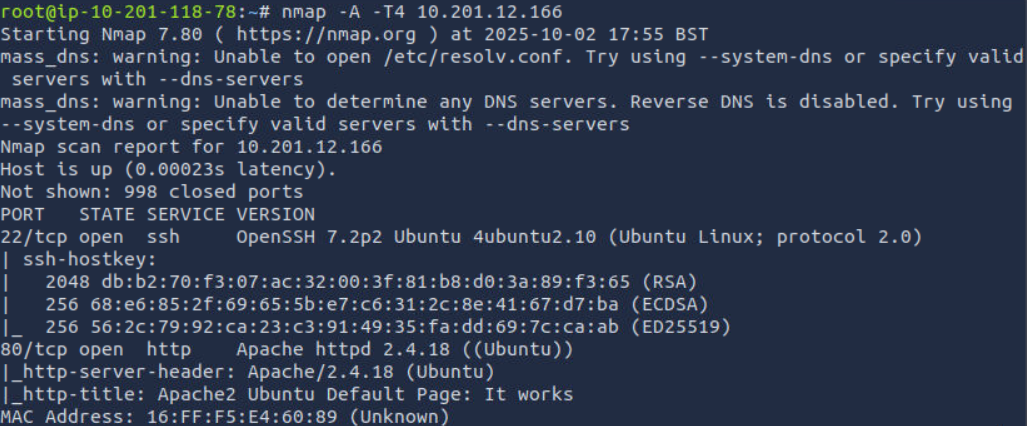 root@ip-10-201-118-78:~# nmap -A -T4 10.201.12.166
Starting Nmap 7.80 ( https://nmap.org ) at 2025-10-02 17:55 BST
mass_dns: warning: Unable to open /etc/resolv.conf. Try using --system-dns or specify valid
 servers with --dns-servers
mass_dns: warning: Unable to determine any DNS servers. Reverse DNS is disabled. Try using
--system-dns or specify valid servers with --dns-servers
Nmap scan report for 10.201.12.166
Host is up (0.00023s latency).
Not shown: 998 closed ports
PORT   STATE SERVICE VERSION
22/tcp open  ssh     OpenSSH 7.2p2 Ubuntu 4ubuntu2.10 (Ubuntu Linux; protocol 2.0)
| ssh-hostkey:
|   2048 db:b2:70:f3:07:ac:32:00:3f:81:b8:d0:3a:89:f3:65 (RSA)
|   256 68:e6:85:2f:69:65:5b:e7:c6:31:2c:8e:41:67:d7:ba (ECDSA)
|_  256 56:2c:79:92:ca:23:c3:91:49:35:fa:dd:69:7c:ca:ab (ED25519)
80/tcp open  http    Apache httpd 2.4.18 ((Ubuntu))
|_http-server-header: Apache/2.4.18 (Ubuntu)
|_http-title: Apache2 Ubuntu Default Page: It works
MAC Address: 16:FF:F5:E4:60:89 (Unknown)